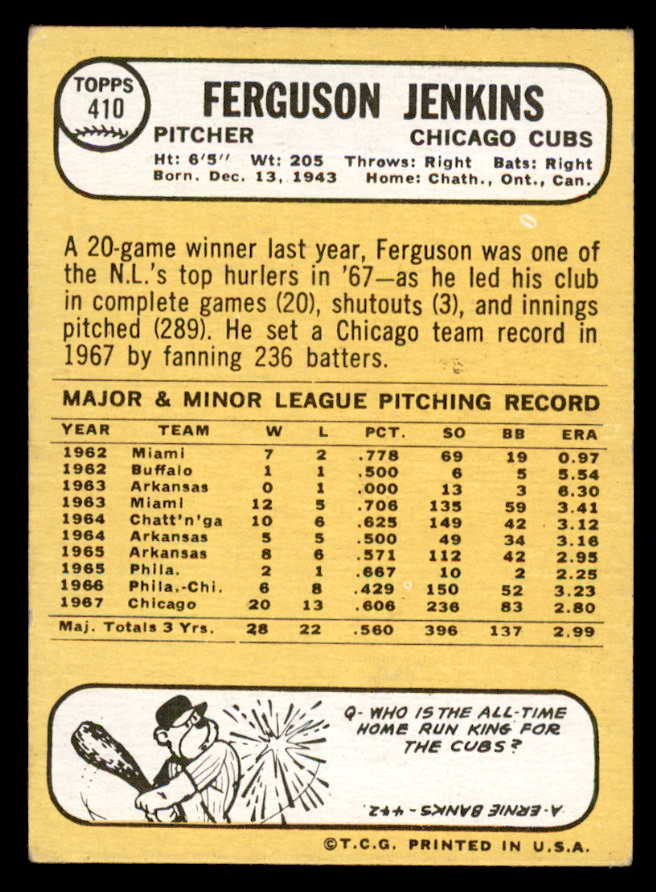 TOPPS
410
FERGUSON JENKINS
PITCHER CHICAGO CUBS
Ht: 6'5" Wt: 205 Throws: Right Bats: Right
Born. Dec. 13, 1943 Home: Chath., Ont., Can.
A 20-game winner last year, Ferguson was one of
the N.L.'s top hurlers in '67—as he led his club
in complete games (20), shutouts (3), and innings
pitched (289). He set a Chicago team record in
1967 by fanning 236 batters.
MAJOR & MINOR LEAGUE PITCHING RECORD
YEAR TEAM W L PCT. SO BB ERA
1962 Miami 7 2 .778 69 19 0.97
1962 Buffalo 1 1 .500 6 5 5.54
1963 Arkansas 0 1 .000 13 3 6.30
1963 Miami 12 5 .706 135 59 3.41
1964 Chatt'n'ga 10 6 .625 149 42 3.12
1964 Arkansas 5 5 .500 49 34 3.16
1965 Arkansas 8 6 .571 112 42 2.95
1965 Phila. 2 1 .667 10 2 2.25
1966 Phila.-Chi. 6 8 .429 150 52 3.23
1967 Chicago 20 13 .606 236 83 2.80
Maj. Totals 3 Yrs. 28 22 .560 396 137 2.99
Q- WHO IS THE ALL-TIME
HOME RUN KING FOR
THE CUBS?
A- ERNIE BANKS - 442.
©T.C.G. PRINTED IN U.S.A.